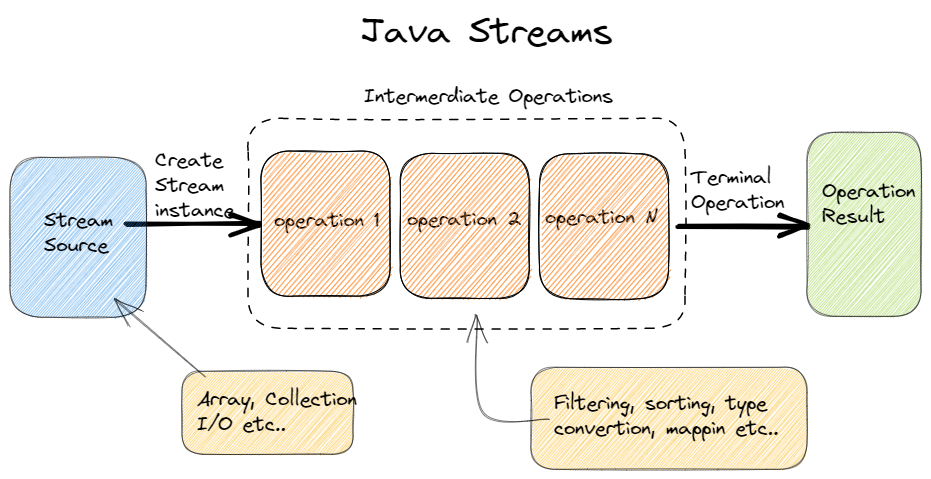 Java Streams
Intermerdiate Operations
Create
Stream
instance
Stream
Source
operation 1
operation 2
operation N
Terminal
Operation
Operation
Result
Array, Collection
I/O etc..
Filtering, sorting, type
convertion, mappin etc..